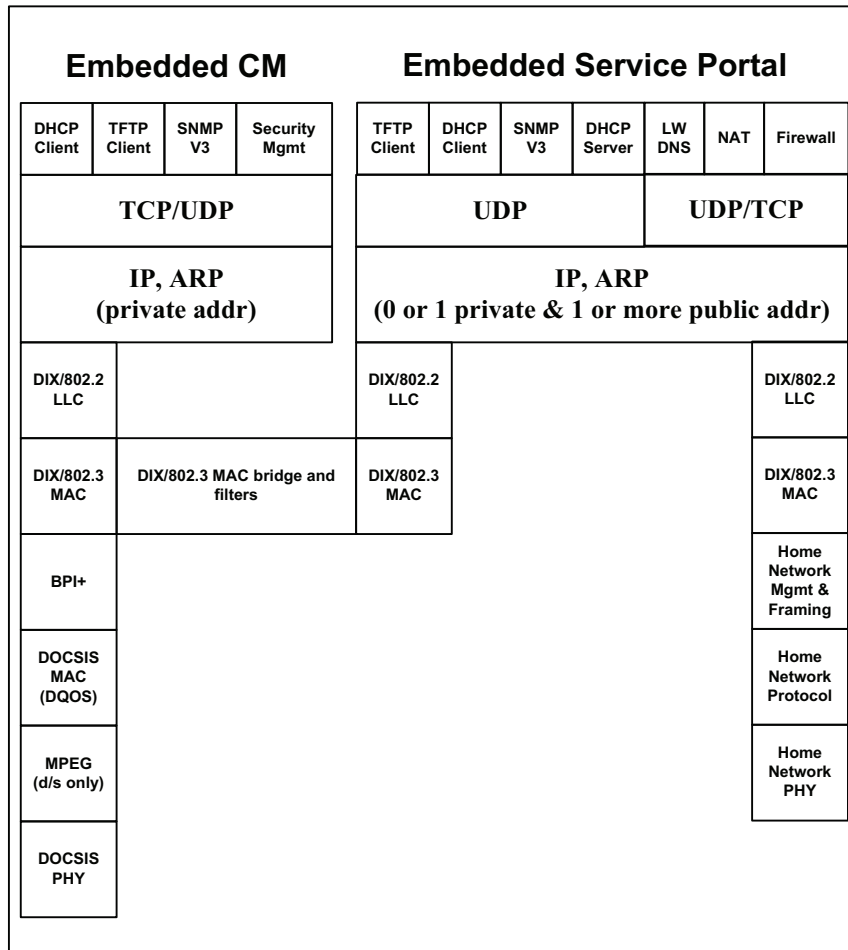 Embedded CM
Embedded Service Portal
DHCP
Client
TFTP
Client
SNMP
V3
Security
Mgmt
TFTP
Client
DHCP
Client
SNMP
V3
DHCP
Server
LW
DNS
NAT
Firewall
TCP/UDP
UDP
UDP/TCP
IP, ARP
(private addr)
IP, ARP
(0 or 1 private & 1 or more public addr)
DIX/802.2
LLC
DIX/802.2
LLC
DIX/802.2
LLC
DIX/802.3
MAC
DIX/802.3 MAC bridge and
filters
DIX/802.3
MAC
DIX/802.3
MAC
BPI+
Home
Network
Mgmt &
Framing
DOCSIS
MAC
(DQOS)
Home
Network
Protocol
MPEG
(d/s only)
Home
Network
PHY
DOCSIS
PHY